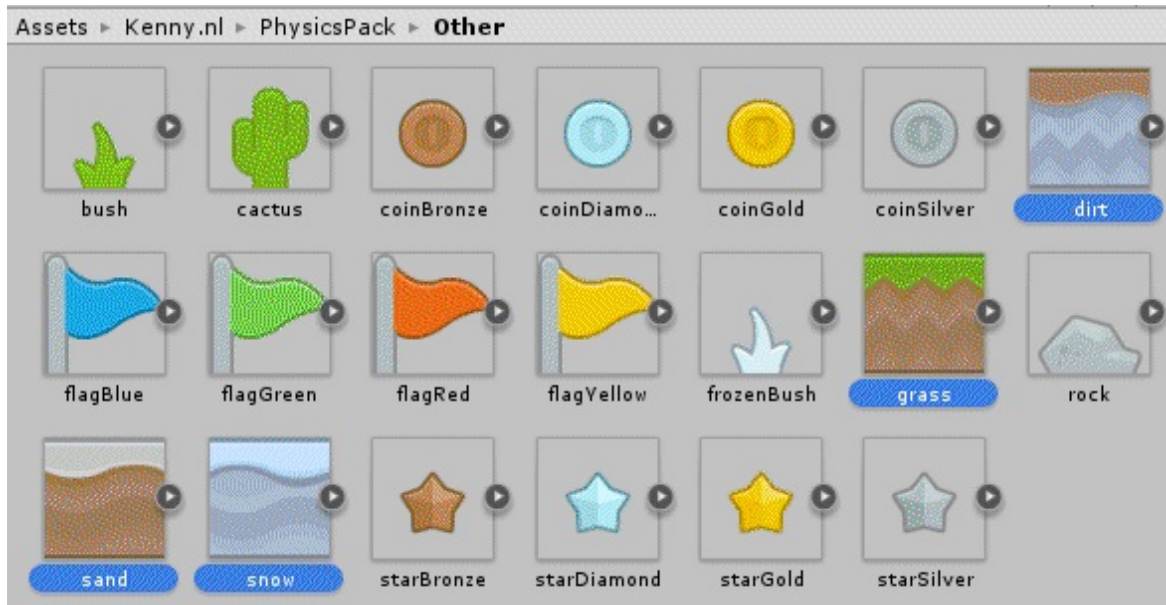 Assets ▸ Kenny.nl ▸ PhysicsPack ▸ Other
bush cactus coinBronze coinDiamo... coinGold coinSilver dirt
flagBlue flagGreen flagRed flagYellow frozenBush grass rock
sand snow starBronze starDiamond starGold starSilver